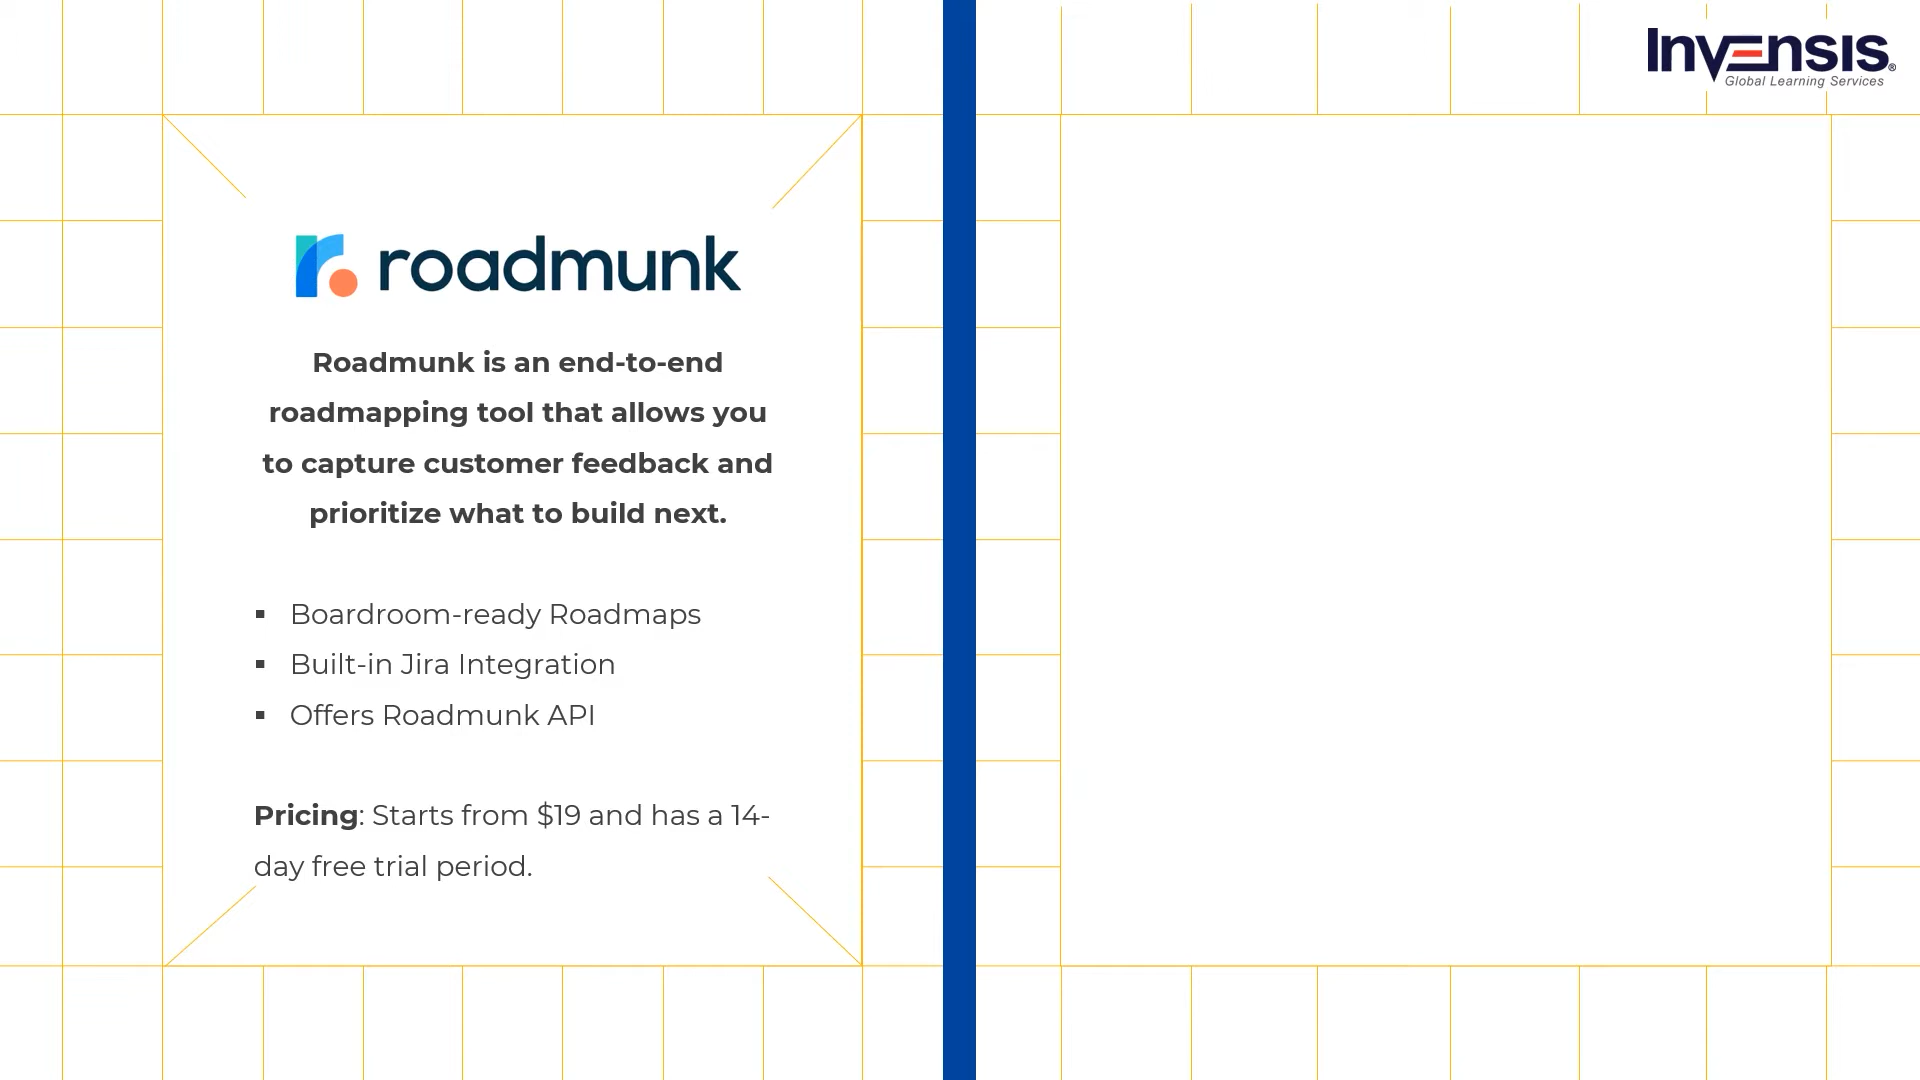 Invensis®
Global Learning Services
roadmunk
Roadmunk is an end-to-end
roadmapping tool that allows you
to capture customer feedback and
prioritize what to build next.
▪ Boardroom-ready Roadmaps
▪ Built-in Jira Integration
▪ Offers Roadmunk API
Pricing: Starts from $19 and has a 14-
day free trial period.